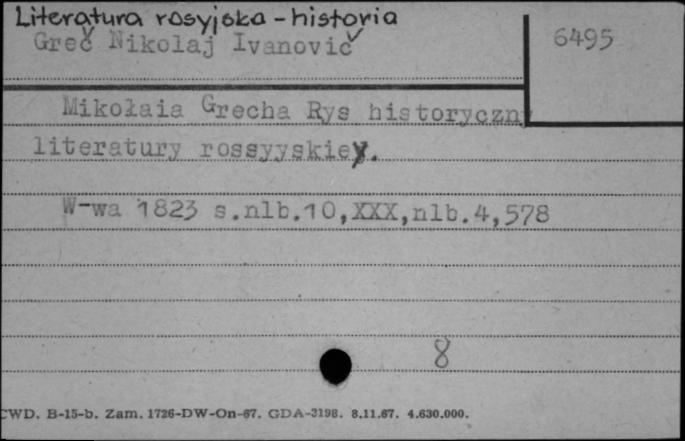 Literatura rosyjska - historia
Greč Nikolaj Ivanovič
6495
Mikołaia Grecha Rys historyczny
literatury rossyyskiey.
W-wa 1823 s.nlb.10,XXX,nlb.4,578
8
CWD. B-15-b. Zam. 1726-DW-On-67. GDA-3198. 8.11.67. 4.630.000.